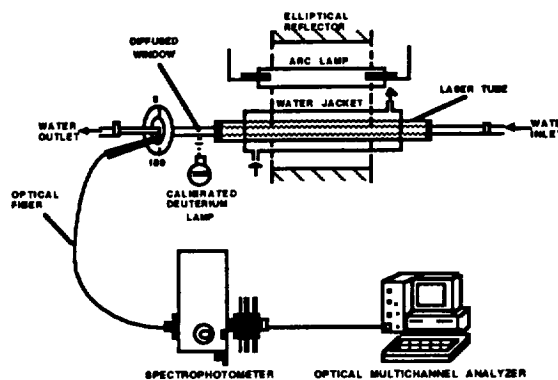 ELLIPTICAL
REFLECTOR
DIFFUSED
WINDOW
ARC LAMP
LASER TUBE
WATER JACKET
WATER
OUTLET
WATER
INLET
180
CALIBRATED
DEUTERIUM
LAMP
OPTICAL
FIBER
SPECTROPHOTOMETER
OPTICAL MULTICHANNEL ANALYZER